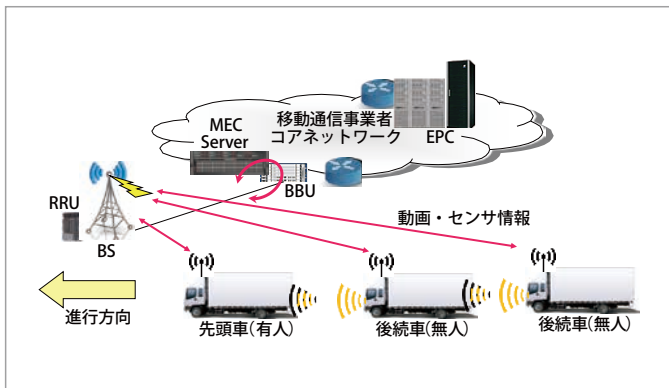 移動通信事業者
コアネットワーク
EPC
MEC
Server
BBU
RRU
BS
動画・センサ情報
進行方向
先頭車(有人)
後続車(無人)
後続車(無人)